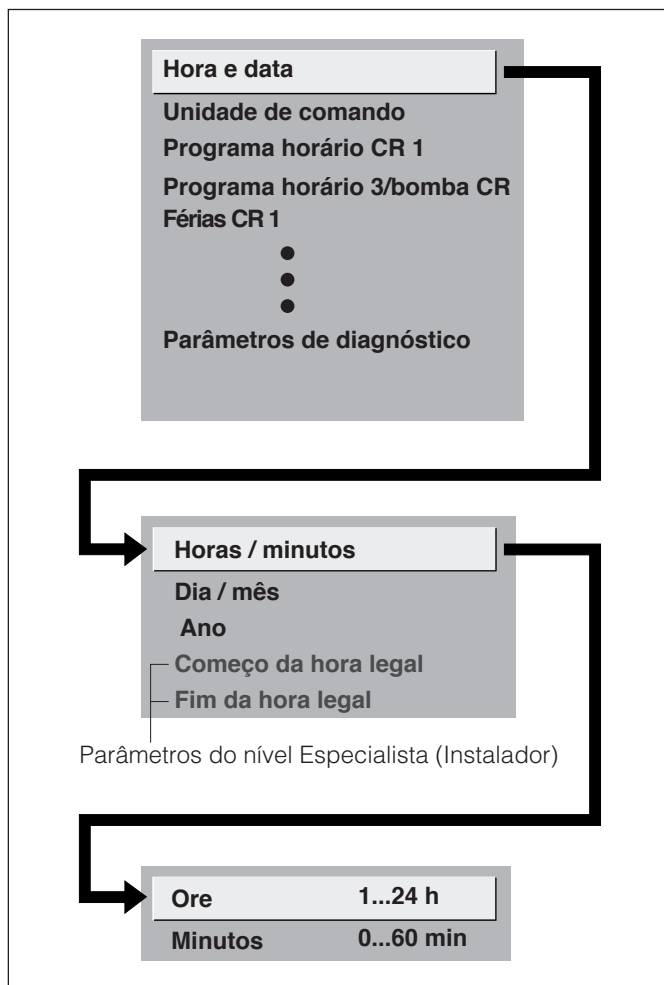 Hora e data
Unidade de comando
Programa horário CR 1
Programa horário 3/bomba CR
Férias CR 1
Parâmetros de diagnóstico
Horas / minutos
Dia / mês
Ano
Começo da hora legal
Fim da hora legal
Parâmetros do nível Especialista (Instalador)
Ore 1...24 h
Minutos 0...60 min